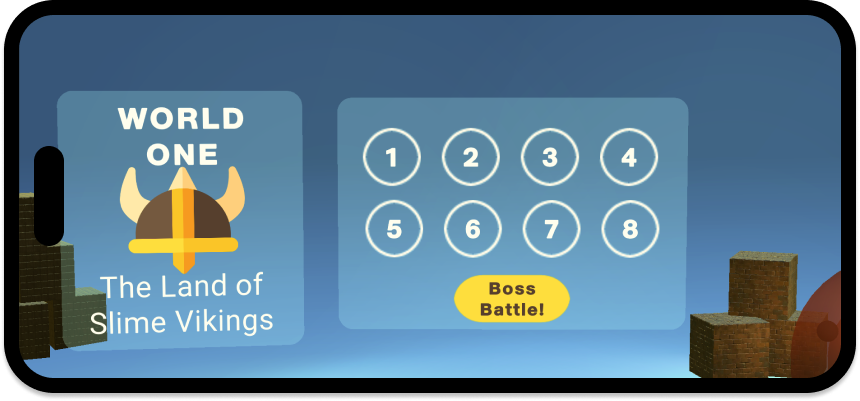 WORLD
ONE
The Land of
Slime Vikings
1 2 3 4
5 6 7 8
Boss
Battle!